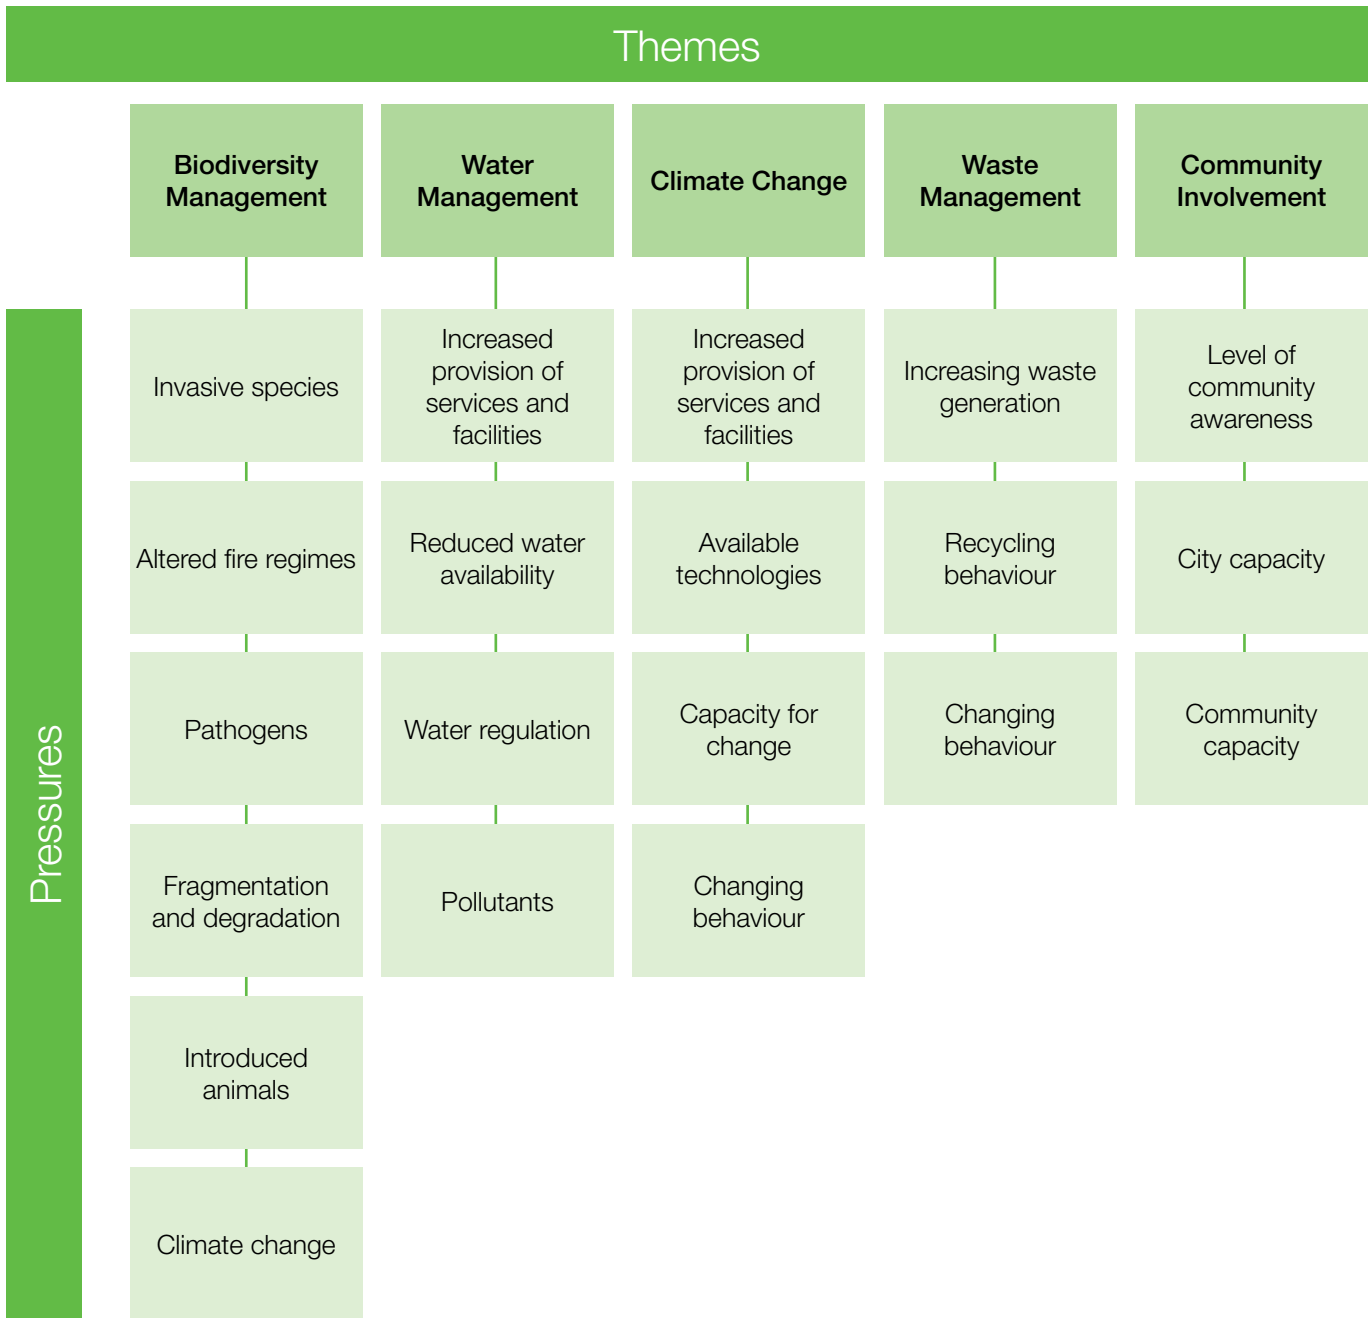 Themes
Biodiversity
Management
Water
Management
Climate Change
Waste
Management
Community
Involvement
Pressures
Invasive species
Increased
provision of
services and
facilities
Increased
provision of
services and
facilities
Increasing waste
generation
Level of
community
awareness
Altered fire regimes
Reduced water
availability
Available
technologies
Recycling
behaviour
City capacity
Pathogens
Water regulation
Capacity for
change
Changing
behaviour
Community
capacity
Fragmentation
and degradation
Pollutants
Changing
behaviour
Introduced
animals
Climate change